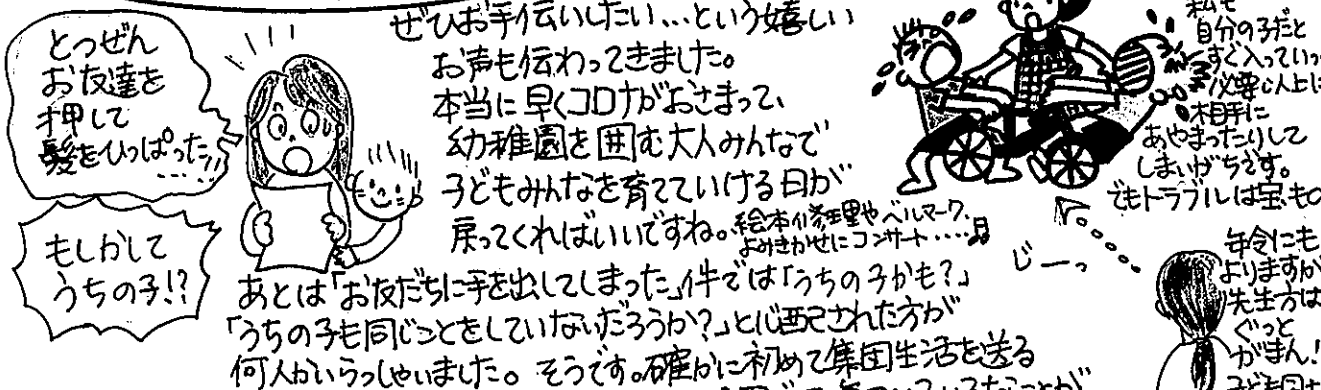 とつぜん
お友達を
押して
髪をひっぱった
もしかして
うちの子!?
ぜひお手伝いしたい…という嬉しい
お声も伝わってきました。
本当に早くコロナがおさまって、
幼稚園を囲む大人みんなで
子どもみんなを育てていける日が
戻ってくればいいですね。
絵本修理やベルマーク、
よみきかせにコンサート····♫
あとは「お友だちに手を出してしまった」件では「うちの子かも?」
「うちの子も同じことをしていないだろうか?」と心配された方が
何人かいらっしゃいました。そうです。確かに初めて集団生活を送る
私も
自分の子だと
すぐ入っていっ
必要以上に
相手に
あやまったりして
しまいがちです。
でもトラブルは宝もの
じーっ
年令にも
よりますが
先生方は
ぐっと
がまん!